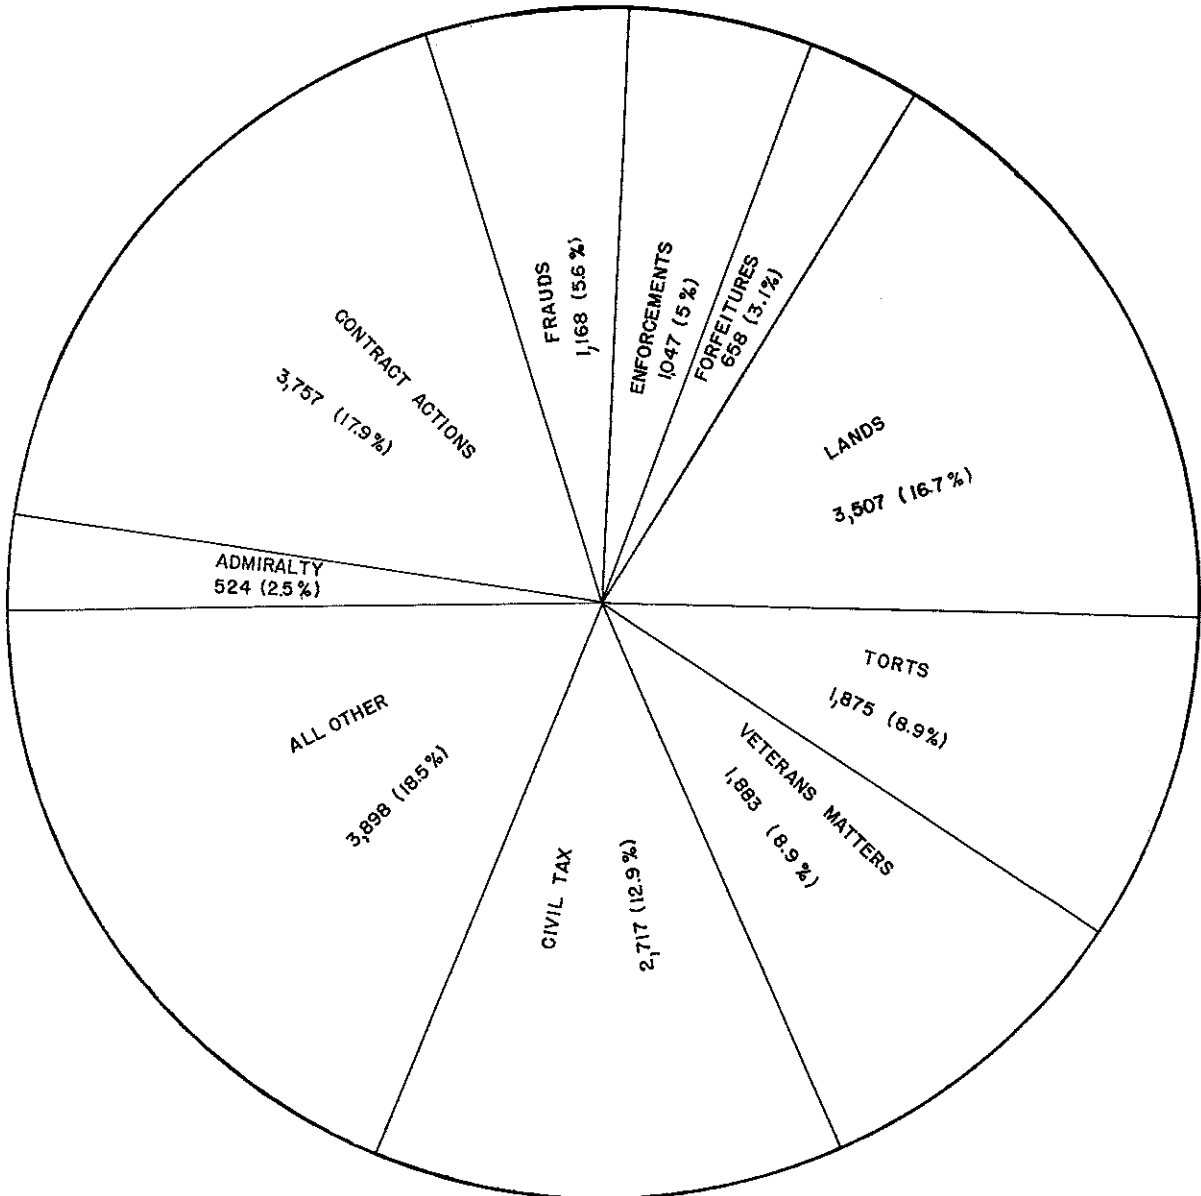 FRAUDS
1,168 (5.6%)
ENFORCEMENTS
1,047 (5%)
FORFEITURES
658 (3.1%)
LANDS
3,507 (16.7%)
TORTS
1,875 (8.9%)
VETERANS MATTERS
1,883 (8.9%)
CIVIL TAX
2,717 (12.9%)
ALL OTHER
3,898 (18.5%)
ADMIRALTY
524 (2.5%)
CONTRACT ACTIONS
3,757 (17.9%)